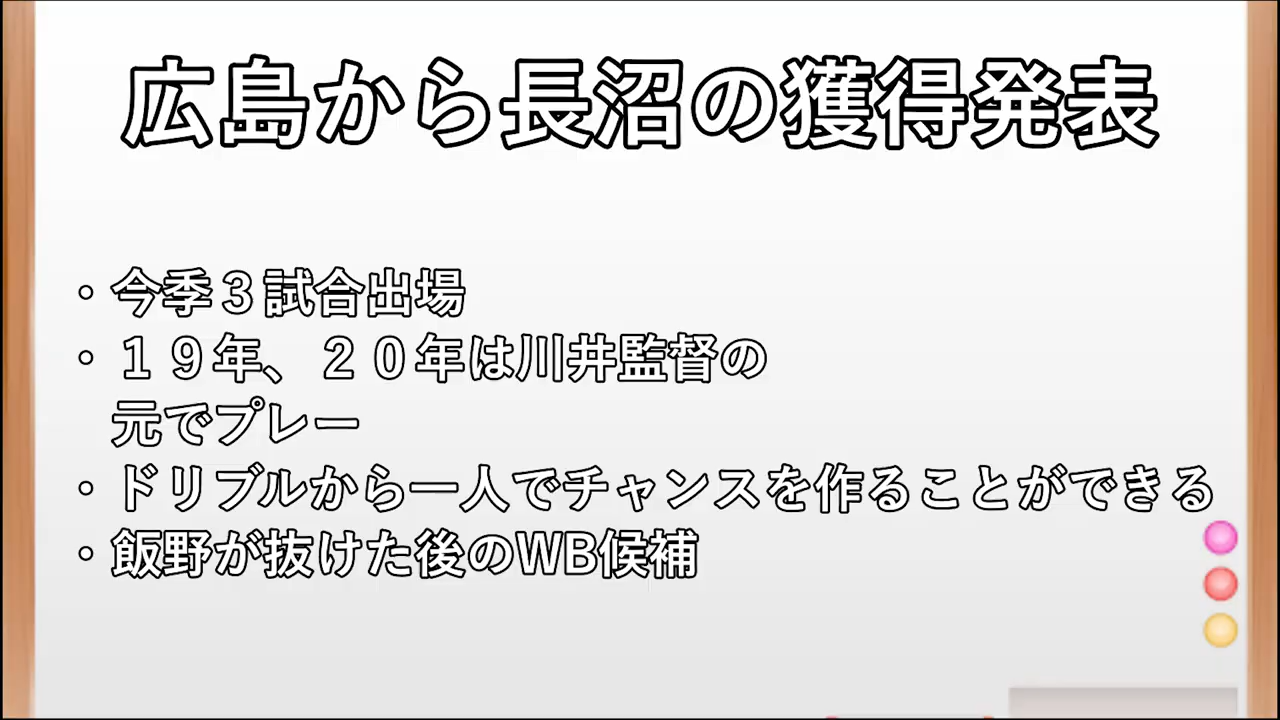 広島から長沼の獲得発表
・今季３試合出場
・１９年、２０年は川井監督の
元でプレー
・ドリブルから一人でチャンスを作ることができる
・飯野が抜けた後のWB候補